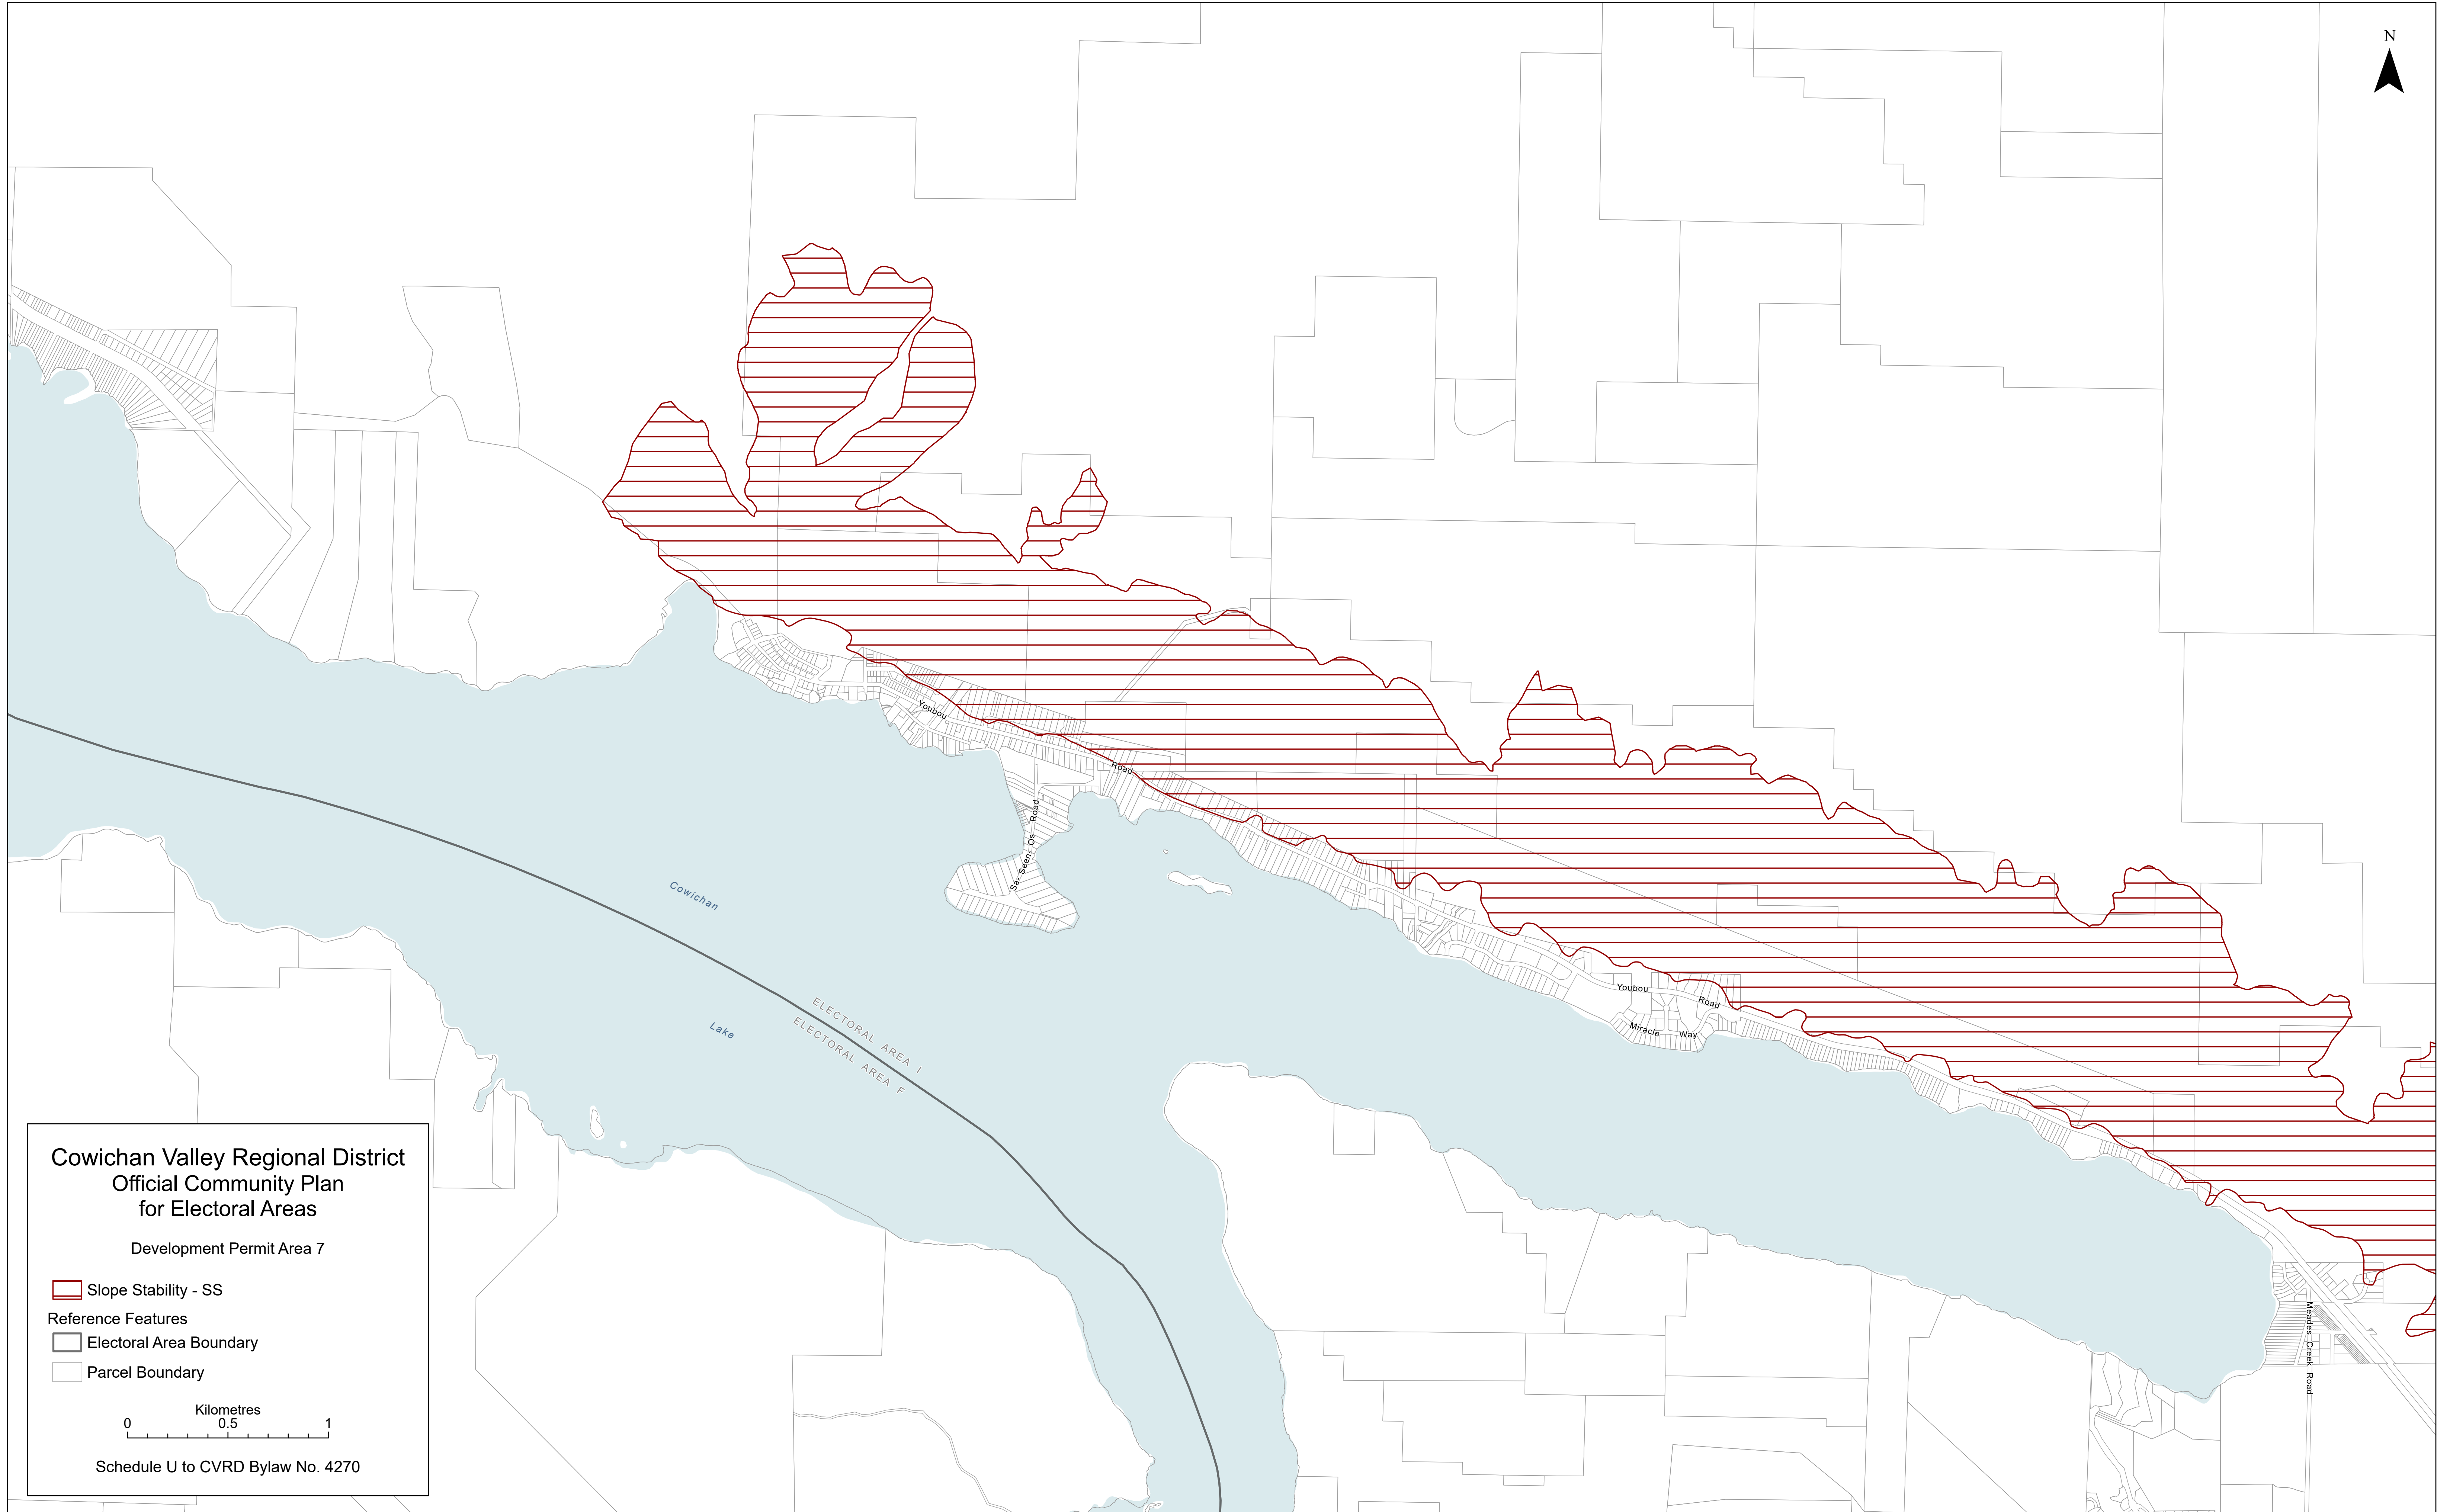 N
Youbou
Road
Sa-Seen-Os Road
Cowichan
Lake
ELECTORAL AREA I
ELECTORAL AREA F
Youbou
Road
Miracle Way
Meades Creek Road
Cowichan Valley Regional District
Official Community Plan
for Electoral Areas
Development Permit Area 7
Slope Stability - SS
Reference Features
Electoral Area Boundary
Parcel Boundary
Kilometres
0 0.5 1
Schedule U to CVRD Bylaw No. 4270